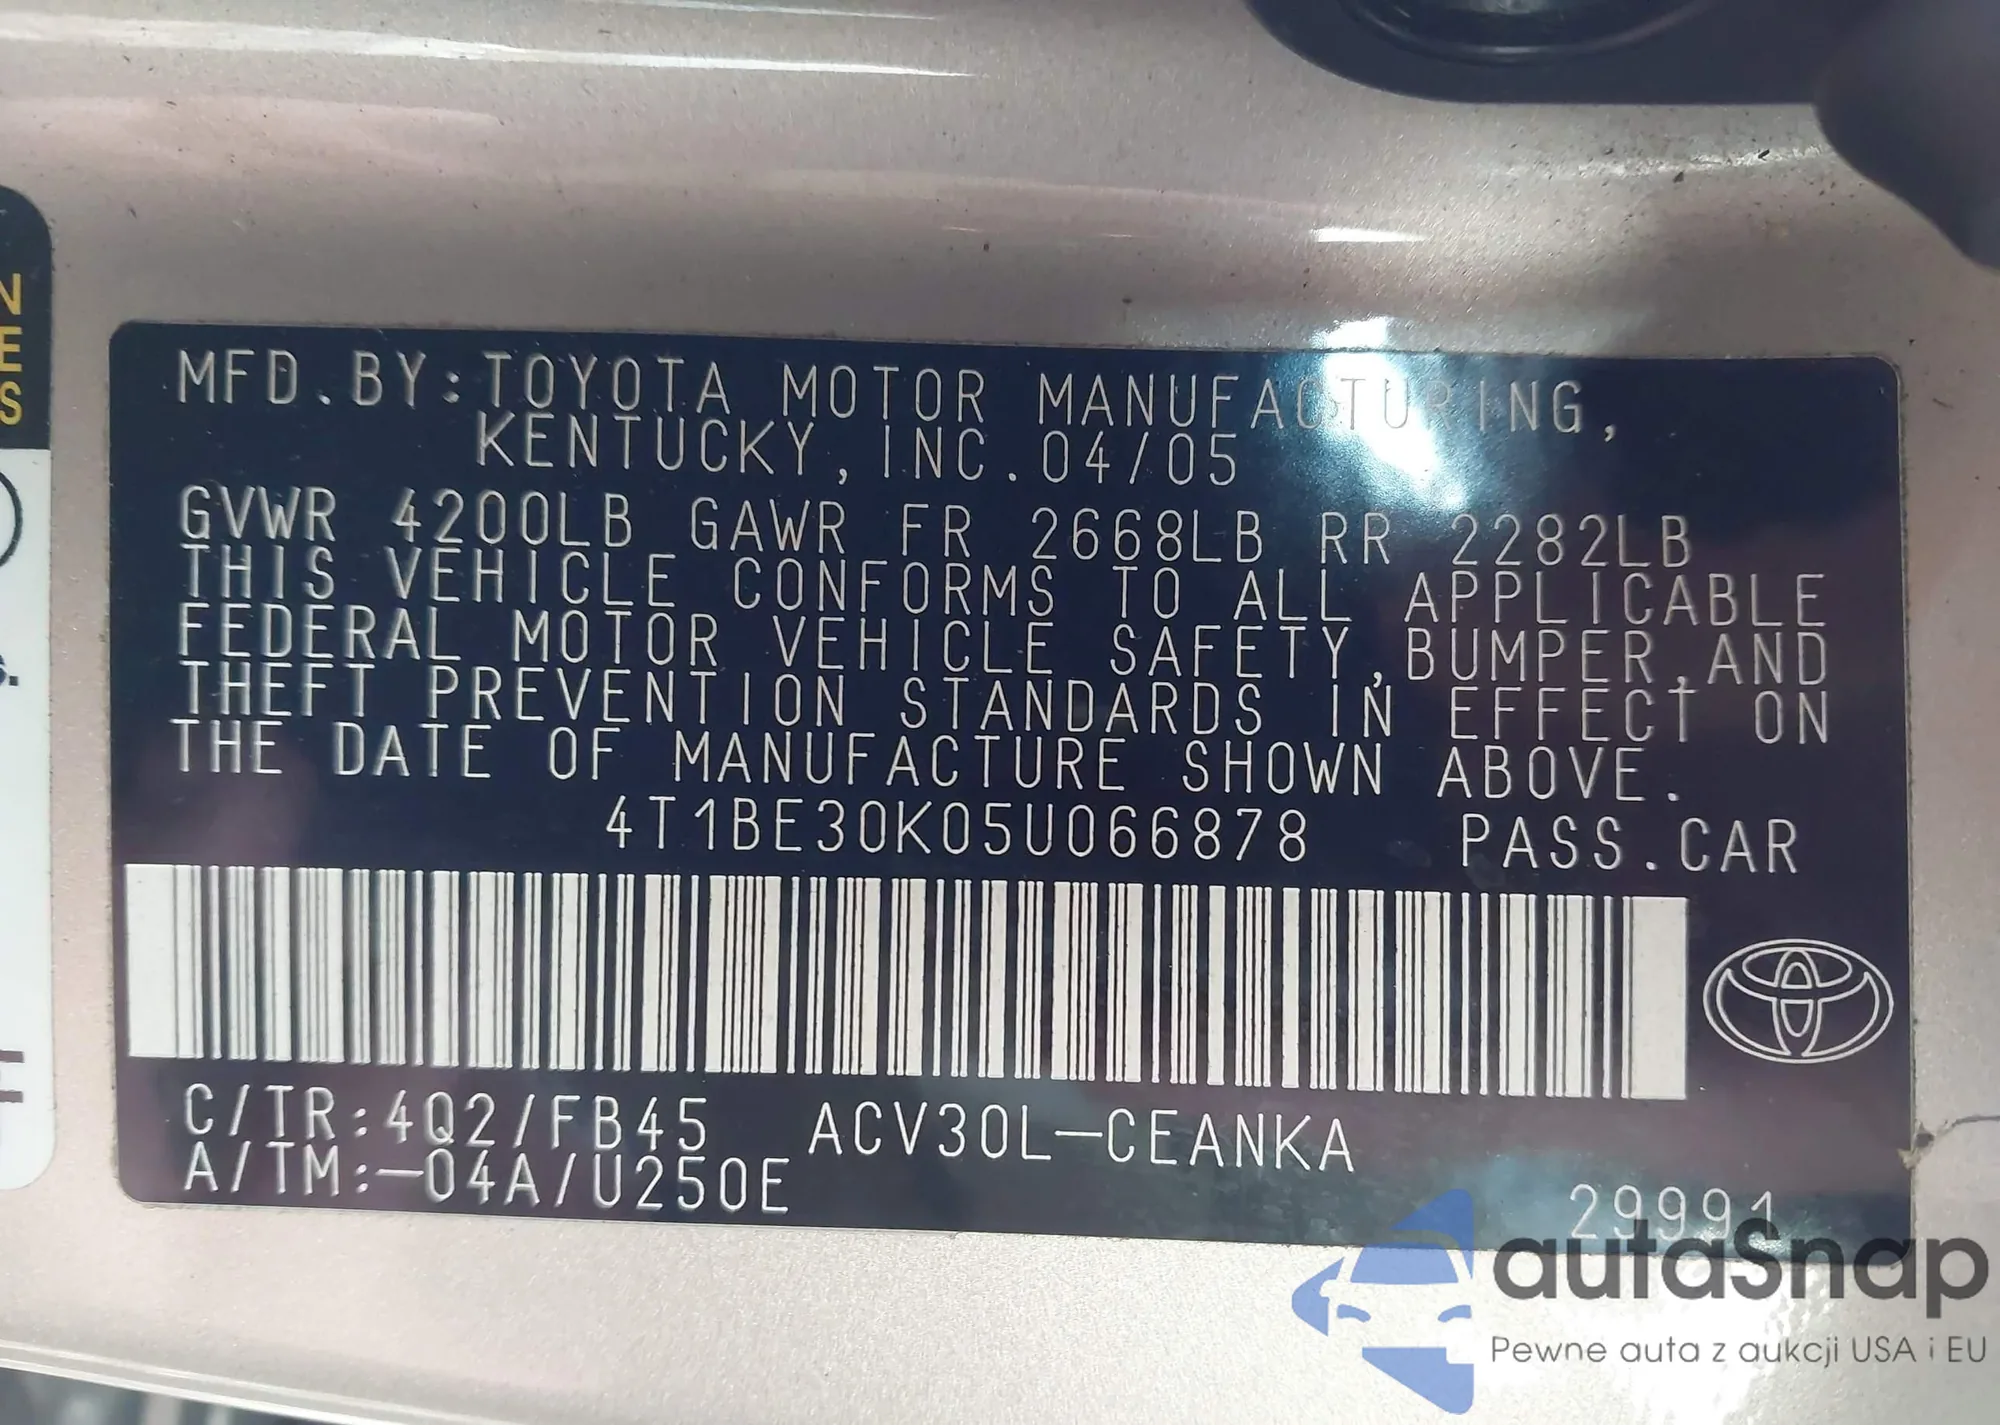 N
E
S
S.
MFD.BY:TOYOTA MOTOR MANUFACTURING,
KENTUCKY,INC.04/05
GVWR 4200LB GAWR FR 2668LB RR 2282LB
THIS VEHICLE CONFORMS TO ALL APPLICABLE
FEDERAL MOTOR VEHICLE SAFETY,BUMPER,AND
THEFT PREVENTION STANDARDS IN EFFECT ON
THE DATE OF MANUFACTURE SHOWN ABOVE.
4T1BE30K05U066878 PASS.CAR
C/TR:4Q2/FB45 ACV30L-CEANKA
A/TM:-04A/U250E
29991
autaSnap
Pewne auta z aukcji USA i EU